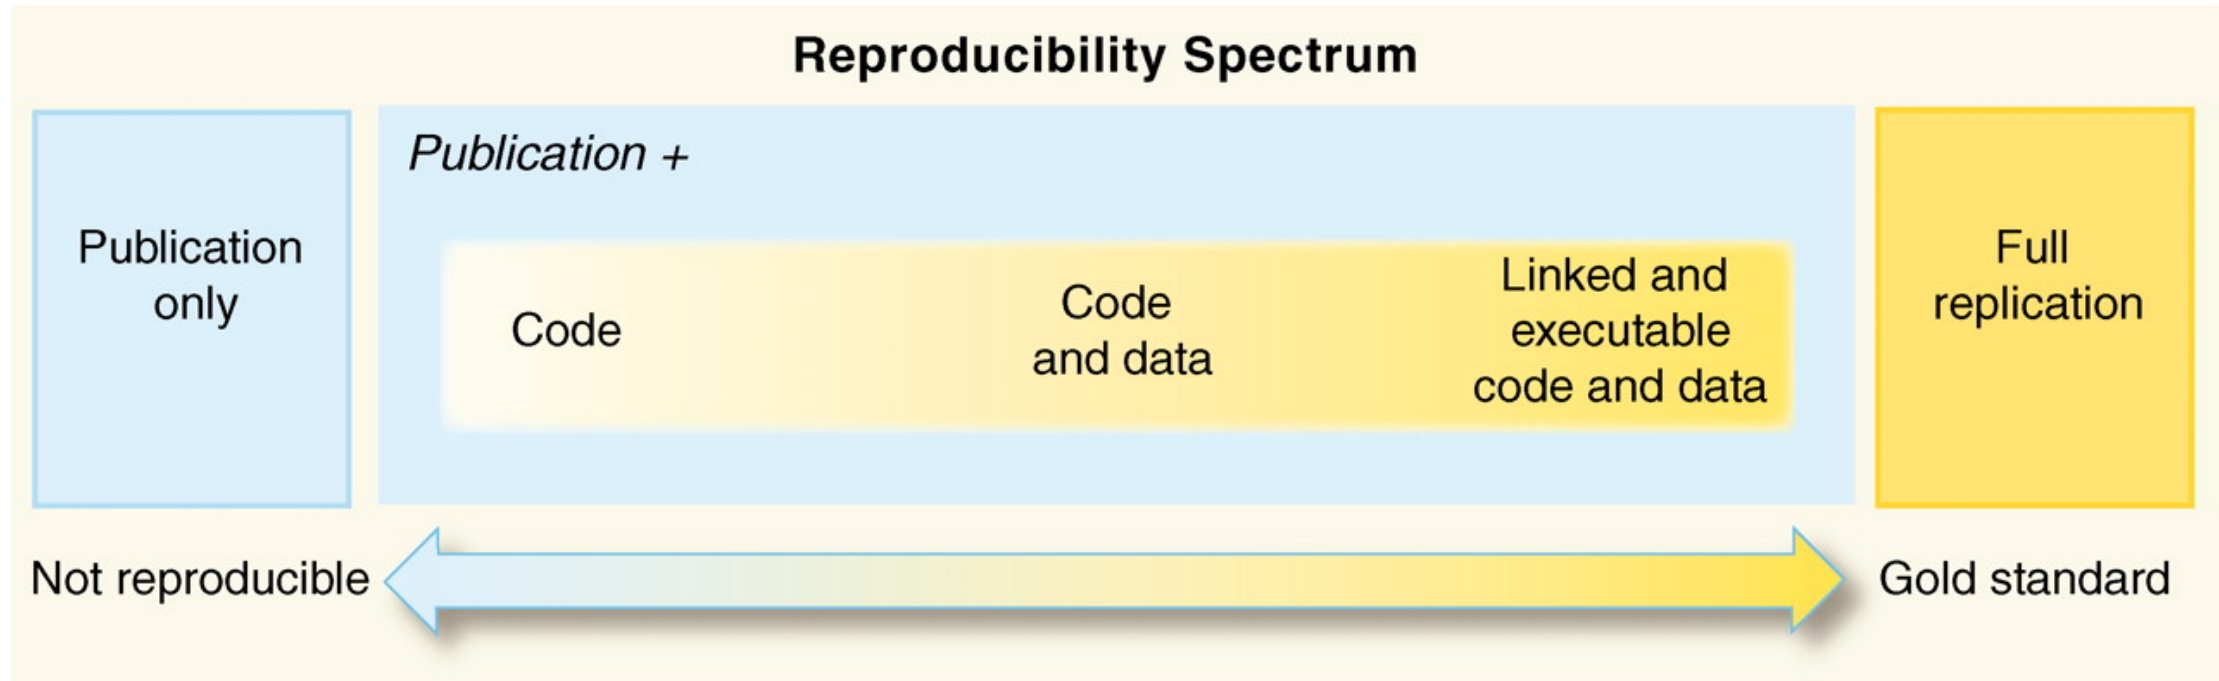 Reproducibility Spectrum
Publication
only
Publication +
Code
Code
and data
Linked and
executable
code and data
Full
replication
Not reproducible
Gold standard